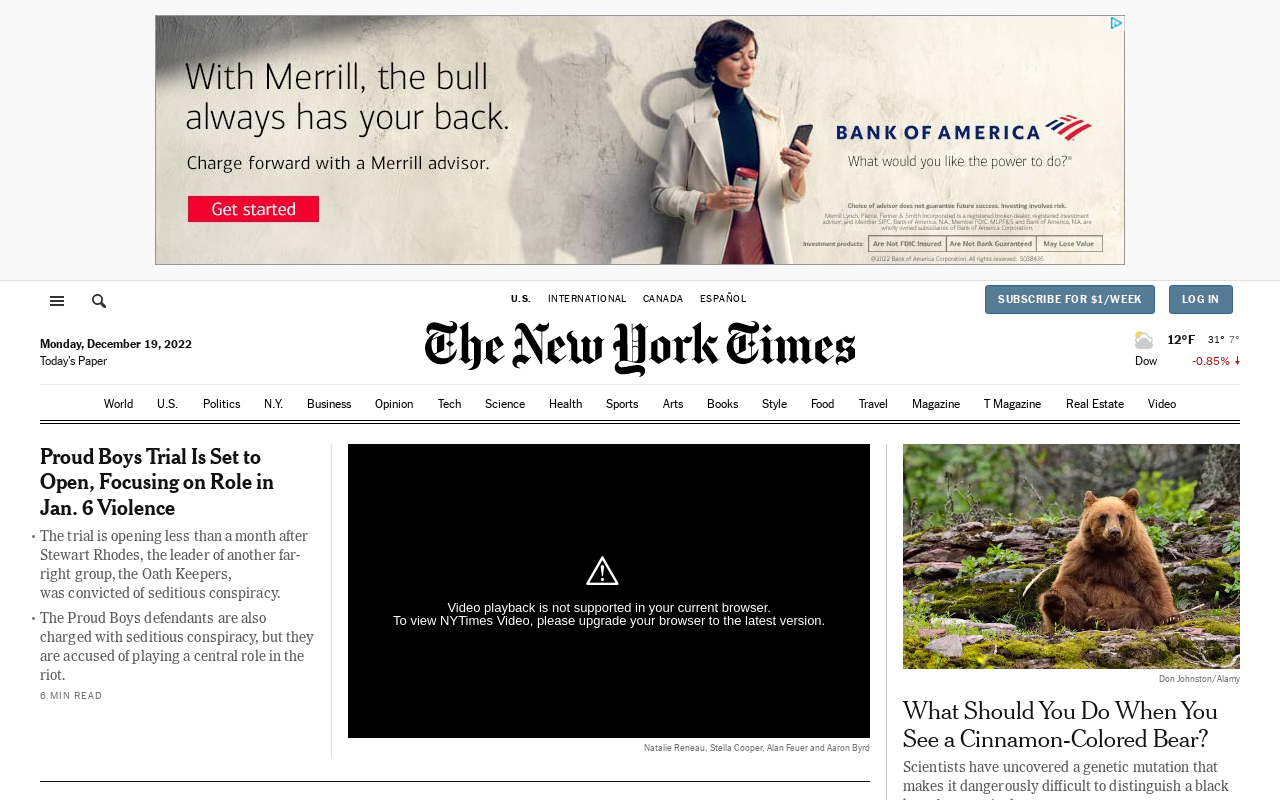 With Merrill, the bull
always has your back.
Charge forward with a Merrill advisor.
Get started
BANK OF AMERICA
What would you like the power to do?®
Choice of advisor does not guarantee future success. Investing involves risk.
Merrill Lynch, Pierce, Fenner & Smith Incorporated is a registered broker-dealer, registered investment
advisor, and Member SIPC. Bank of America, N.A., Member FDIC. MLPF&S and Bank of America, N.A. are
wholly owned subsidiaries of Bank of America Corporation.
Investment products: Are Not FDIC Insured Are Not Bank Guaranteed May Lose Value
@2022 Bank of America Corporation. All rights reserved. 5038436
U.S. INTERNATIONAL CANADA ESPAÑOL
SUBSCRIBE FOR $1/WEEK LOG IN
The New York Times
Monday, December 19, 2022
Today's Paper
12°F 31° 7°
Dow -0.85%
World U.S. Politics N.Y. Business Opinion Tech Science Health Sports Arts Books Style Food Travel Magazine T Magazine Real Estate Video
Proud Boys Trial Is Set to
Open, Focusing on Role in
Jan. 6 Violence
• The trial is opening less than a month after
Stewart Rhodes, the leader of another far-
right group, the Oath Keepers,
was convicted of seditious conspiracy.
• The Proud Boys defendants are also
charged with seditious conspiracy, but they
are accused of playing a central role in the
riot.
6 MIN READ
Video playback is not supported in your current browser.
To view NYTimes Video, please upgrade your browser to the latest version.
Natalie Reneau, Stella Cooper, Alan Feuer and Aaron Byrd
Don Johnston/Alamy
What Should You Do When You
See a Cinnamon-Colored Bear?
Scientists have uncovered a genetic mutation that
makes it dangerously difficult to distinguish a black